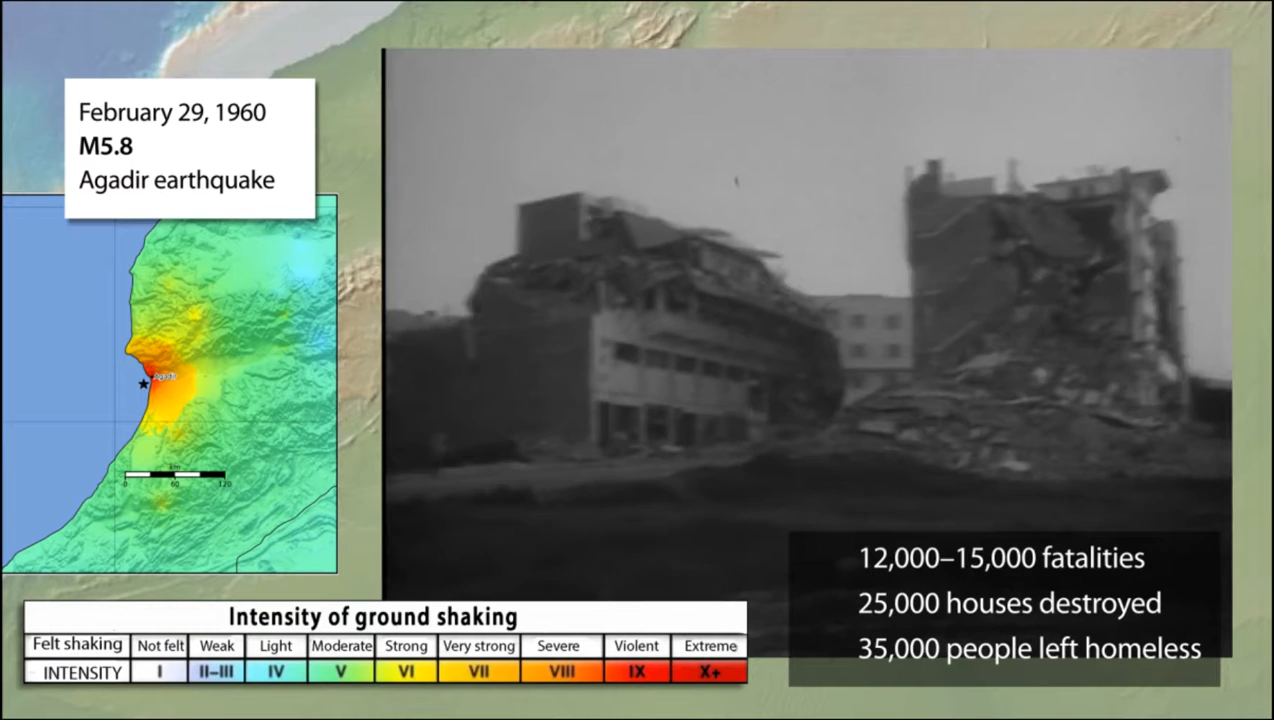 February 29, 1960
M5.8
Agadir earthquake
Agadir
km
0 60 120
12,000–15,000 fatalities
25,000 houses destroyed
35,000 people left homeless
Intensity of ground shaking
Felt shaking Not felt Weak Light Moderate Strong Very strong Severe Violent Extreme
INTENSITY I II–III IV V VI VII VIII IX X+